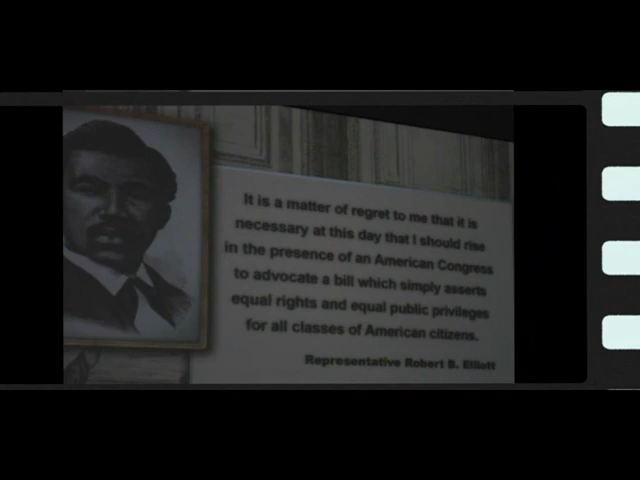 It is a matter of regret to me that it is
necessary at this day that I should rise
in the presence of an American Congress
to advocate a bill which simply asserts
equal rights and equal public privileges
for all classes of American citizens.
Representative Robert B. Elliott